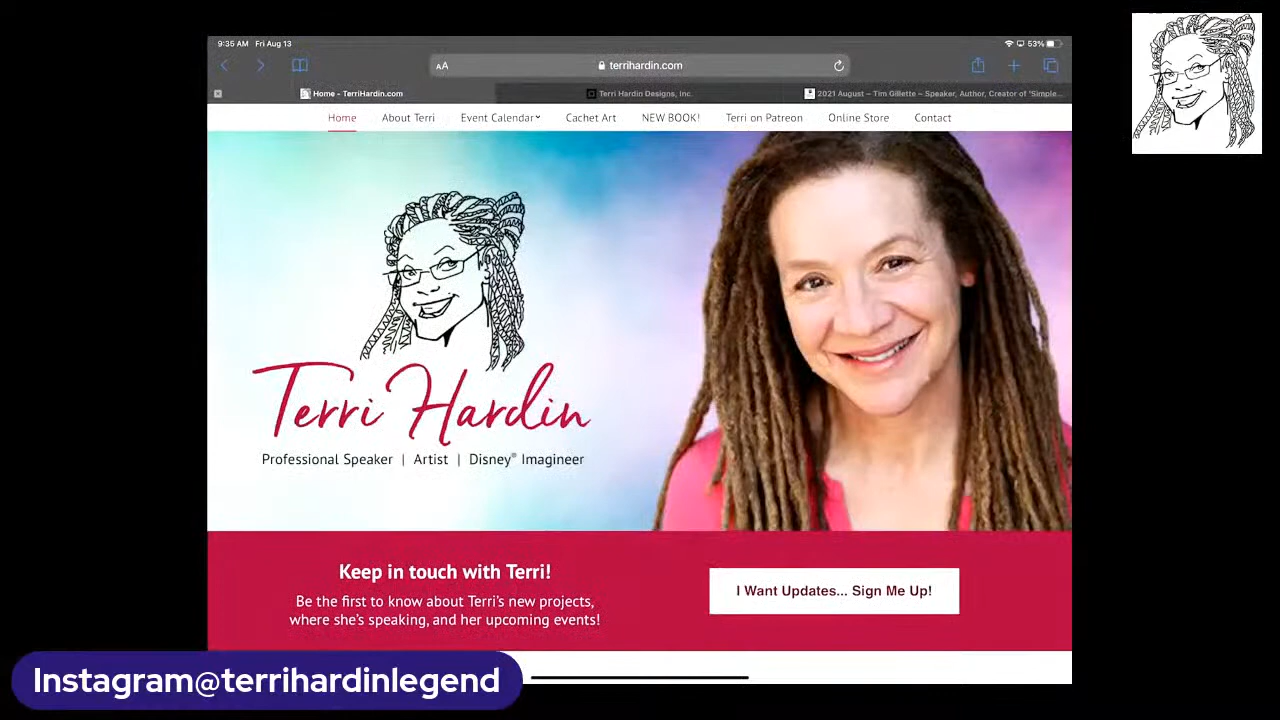 9:35 AM Fri Aug 13
53%
AA
terrihardin.com
Home - TerriHardin.com
Terri Hardin Designs, Inc.
2021 August – Tim Gillette – Speaker, Author, Creator of "Simple...
Home About Terri Event Calendar Cachet Art NEW BOOK! Terri on Patreon Online Store Contact
Terri Hardin
Professional Speaker | Artist | Disney® Imagineer
Keep in touch with Terri!
Be the first to know about Terri's new projects,
where she's speaking, and her upcoming events!
I Want Updates... Sign Me Up!
Instagram@terrihardinlegend